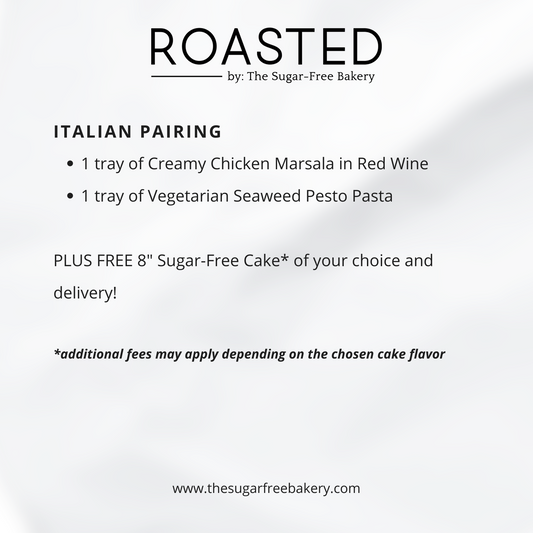 ROASTED
by: The Sugar-Free Bakery
ITALIAN PAIRING
• 1 tray of Creamy Chicken Marsala in Red Wine
• 1 tray of Vegetarian Seaweed Pesto Pasta
PLUS FREE 8" Sugar-Free Cake* of your choice and
delivery!
*additional fees may apply depending on the chosen cake flavor
www.thesugarfreebakery.com